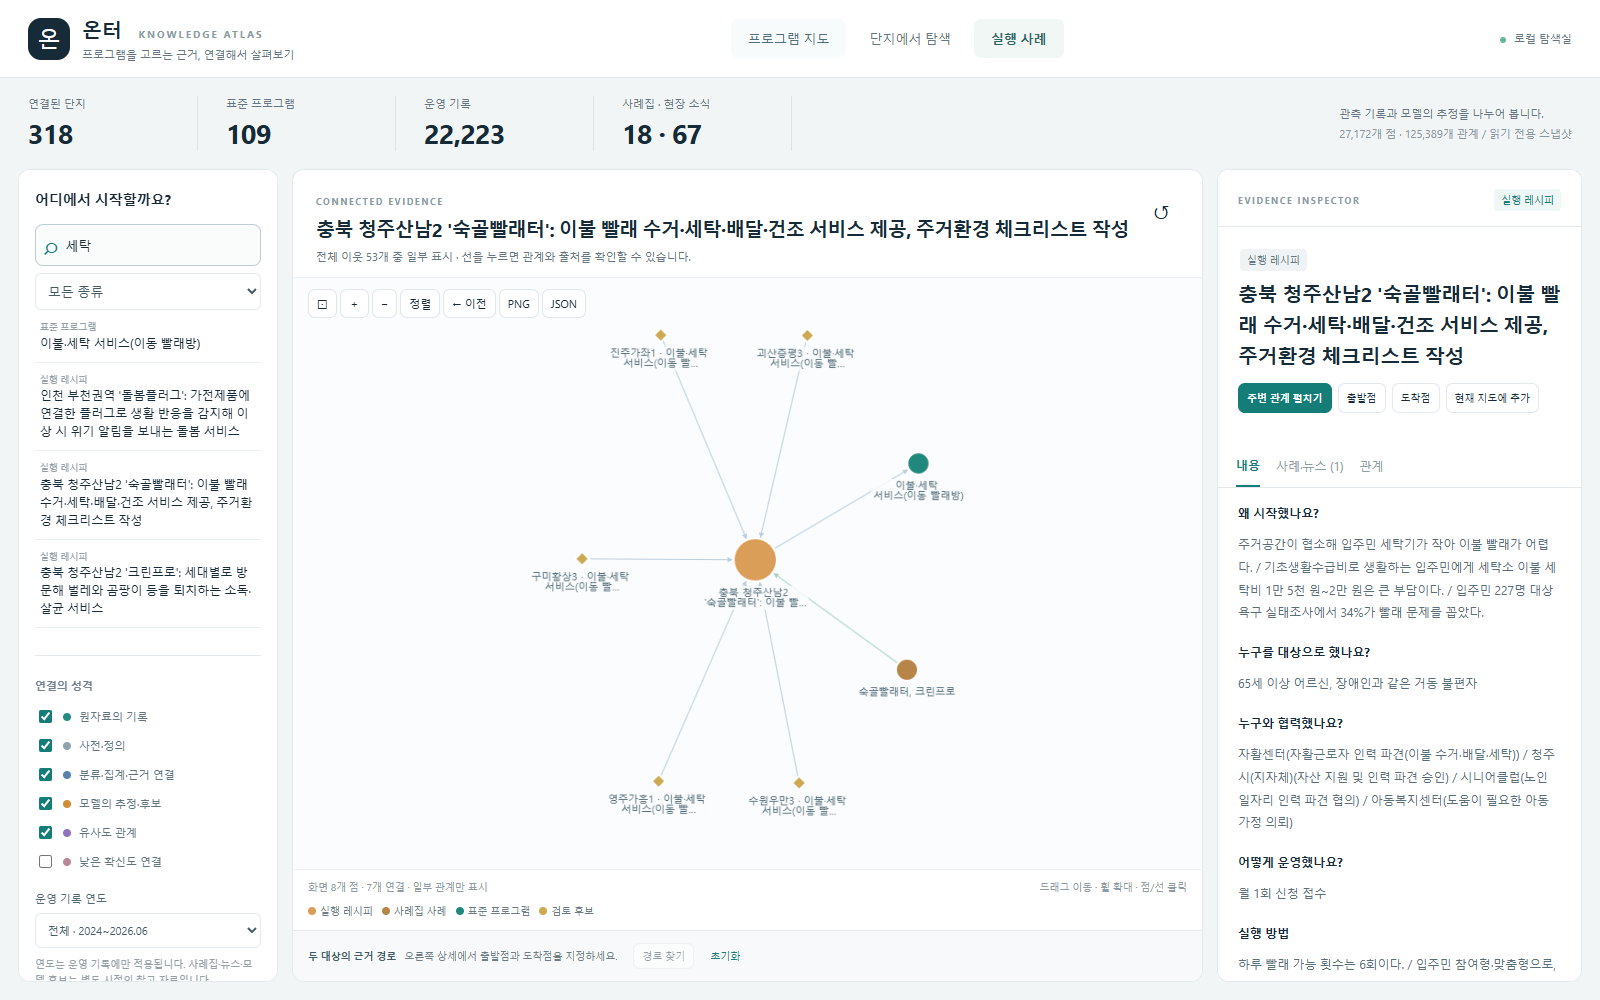 온
온터 KNOWLEDGE ATLAS
프로그램을 고르는 근거, 연결해서 살펴보기
프로그램 지도
단지에서 탐색
실행 사례
로컬 탐색실
연결된 단지
318
표준 프로그램
109
운영 기록
22,223
사례집 · 현장 소식
18 · 67
관측 기록과 모델의 추정을 나누어 봅니다.
27,172개 점 · 125,389개 관계 / 읽기 전용 스냅샷
어디에서 시작할까요?
세탁
모든 종류
표준 프로그램
이불·세탁 서비스(이동 빨래방)
실행 레시피
인천 부천권역 '돌봄플러그': 가전제품에
연결한 플러그로 생활 반응을 감지해 이
상 시 위기 알림을 보내는 돌봄 서비스
실행 레시피
충북 청주산남2 '숙골빨래터': 이불 빨래
수거·세탁·배달·건조 서비스 제공, 주거환
경 체크리스트 작성
실행 레시피
충북 청주산남2 '크린프로': 세대별로 방
문해 벌레와 곰팡이 등을 퇴치하는 소독·
살균 서비스
연결의 성격
원자료의 기록
사전·정의
분류·집계·근거 연결
모델의 추정·후보
유사도 관계
낮은 확신도 연결
운영 기록 연도
전체 · 2024~2026.06
연도는 운영 기록에만 적용됩니다. 사례집·뉴스·모
델 후보는 별도 시점의 참고 자료입니다.
CONNECTED EVIDENCE
충북 청주산남2 '숙골빨래터': 이불 빨래 수거·세탁·배달·건조 서비스 제공, 주거환경 체크리스트 작성
전체 이웃 53개 중 일부 표시 · 선을 누르면 관계와 출처를 확인할 수 있습니다.
+
−
정렬
← 이전
PNG
JSON
진주가좌1 · 이불·세탁
서비스(이동 빨...
괴산증평3 · 이불·세탁
서비스(이동 빨...
이불·세탁
서비스(이동 빨래방)
구미황상3 · 이불·세탁
서비스(이동 빨...
충북 청주산남2
'숙골빨래터': 이불 빨...
숙골빨래터, 크린프로
영주가흥1 · 이불·세탁
서비스(이동 빨...
수원우만3 · 이불·세탁
서비스(이동 빨...
화면 8개 점 · 7개 연결 · 일부 관계만 표시
드래그 이동 · 휠 확대 · 점/선 클릭
실행 레시피
사례집 사례
표준 프로그램
검토 후보
두 대상의 근거 경로 오른쪽 상세에서 출발점과 도착점을 지정하세요.
경로 찾기
초기화
EVIDENCE INSPECTOR
실행 레시피
실행 레시피
충북 청주산남2 '숙골빨래터': 이불 빨
래 수거·세탁·배달·건조 서비스 제공,
주거환경 체크리스트 작성
주변 관계 펼치기
출발점
도착점
현재 지도에 추가
내용
사례·뉴스 (1)
관계
왜 시작했나요?
주거공간이 협소해 입주민 세탁기가 작아 이불 빨래가 어렵
다. / 기초생활수급비로 생활하는 입주민에게 세탁소 이불 세
탁비 1만 5천 원~2만 원은 큰 부담이다. / 입주민 227명 대상
욕구 실태조사에서 34%가 빨래 문제를 꼽았다.
누구를 대상으로 했나요?
65세 이상 어르신, 장애인과 같은 거동 불편자
누구와 협력했나요?
자활센터(자활근로자 인력 파견(이불 수거·배달·세탁)) / 청주
시(지자체)(자산 지원 및 인력 파견 승인) / 시니어클럽(노인
일자리 인력 파견 협의) / 아동복지센터(도움이 필요한 아동
가정 의뢰)
어떻게 운영했나요?
월 1회 신청 접수
실행 방법
하루 빨래 가능 횟수는 6회이다. / 입주민 참여형·맞춤형으로,